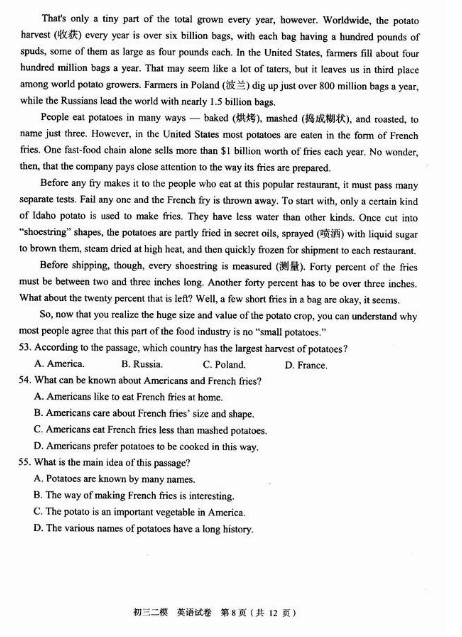 That's only a tiny part of the total grown every year, however. Worldwide, the potato
harvest (收获) every year is over six billion bags, with each bag having a hundred pounds of
spuds, some of them as large as four pounds each. In the United States, farmers fill about four
hundred million bags a year. That may seem like a lot of taters, but it leaves us in third place
among world potato growers. Farmers in Poland (波兰) dig up just over 800 million bags a year,
while the Russians lead the world with nearly 1.5 billion bags.
People eat potatoes in many ways — baked (烘烤), mashed (捣成糊状), and roasted, to
name just three. However, in the United States most potatoes are eaten in the form of French
fries. One fast-food chain alone sells more than $1 billion worth of fries each year. No wonder,
then, that the company pays close attention to the way its fries are prepared.
Before any fry makes it to the people who eat at this popular restaurant, it must pass many
separate tests. Fail any one and the French fry is thrown away. To start with, only a certain kind
of Idaho potato is used to make fries. They have less water than other kinds. Once cut into
"shoestring" shapes, the potatoes are partly fried in secret oils, sprayed (喷洒) with liquid sugar
to brown them, steam dried at high heat, and then quickly frozen for shipment to each restaurant.
Before shipping, though, every shoestring is measured (测量). Forty percent of the fries
must be between two and three inches long. Another forty percent has to be over three inches.
What about the twenty percent that is left? Well, a few short fries in a bag are okay, it seems.
So, now that you realize the huge size and value of the potato crop, you can understand why
most people agree that this part of the food industry is no "small potatoes."
53. According to the passage, which country has the largest harvest of potatoes?
A. America. B. Russia. C. Poland. D. France.
54. What can be known about Americans and French fries?
A. Americans like to eat French fries at home.
B. Americans care about French fries' size and shape.
C. Americans eat French fries less than mashed potatoes.
D. Americans prefer potatoes to be cooked in this way.
55. What is the main idea of this passage?
A. Potatoes are known by many names.
B. The way of making French fries is interesting.
C. The potato is an important vegetable in America.
D. The various names of potatoes have a long history.
初三二模 英语试卷 第 8 页 ( 共 12 页 )